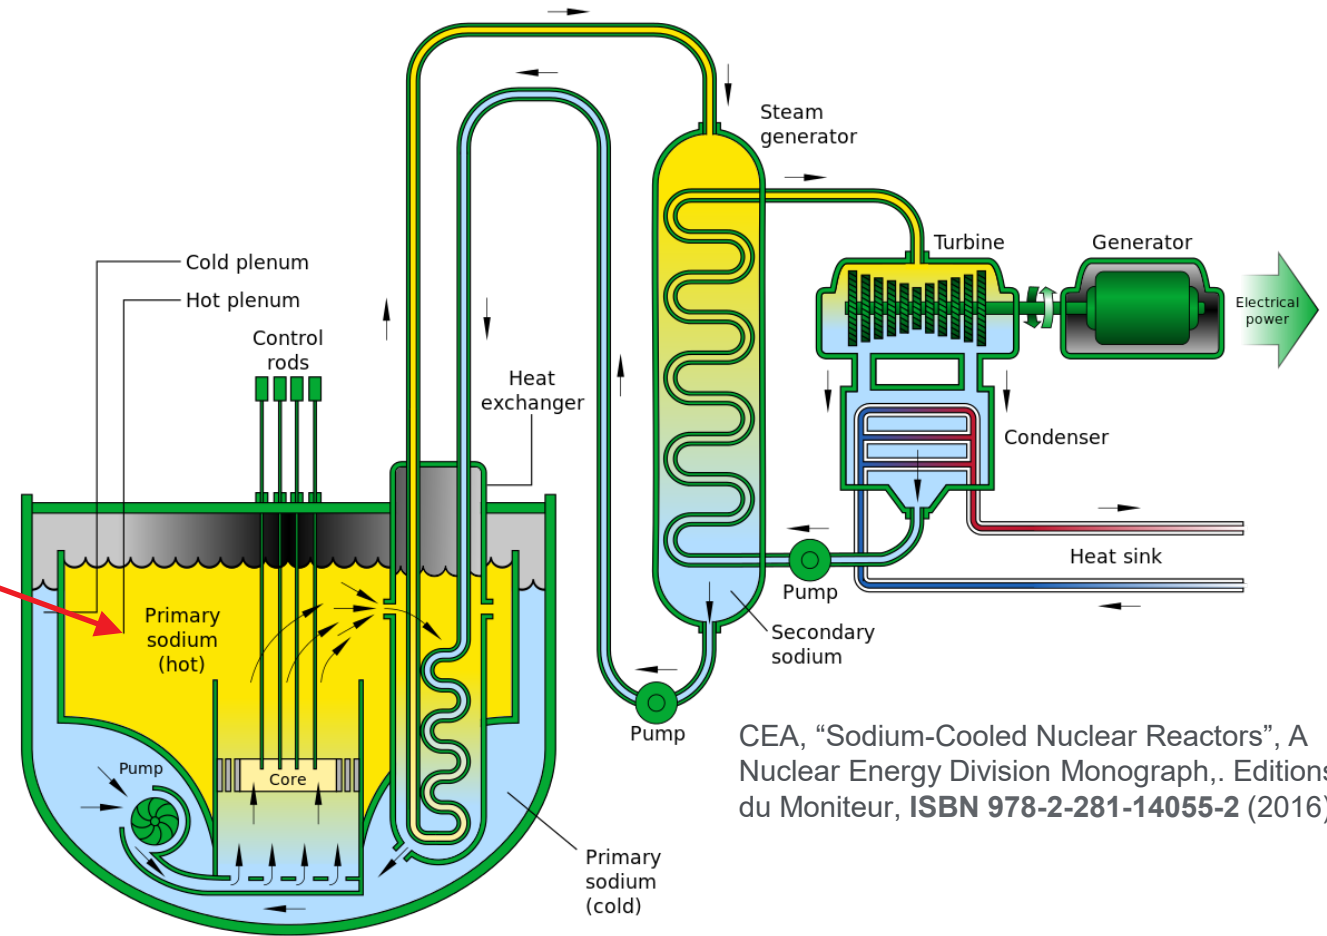 Steam
generator
Cold plenum
Hot plenum
Control
rods
Turbine
Generator
Electrical
power
Heat
exchanger
Condenser
Heat sink
Pump
Primary
sodium
(hot)
Secondary
sodium
Pump
Pump
Core
Primary
sodium
(cold)
CEA, “Sodium-Cooled Nuclear Reactors”, A
Nuclear Energy Division Monograph,. Editions
du Moniteur, ISBN 978-2-281-14055-2 (2016)